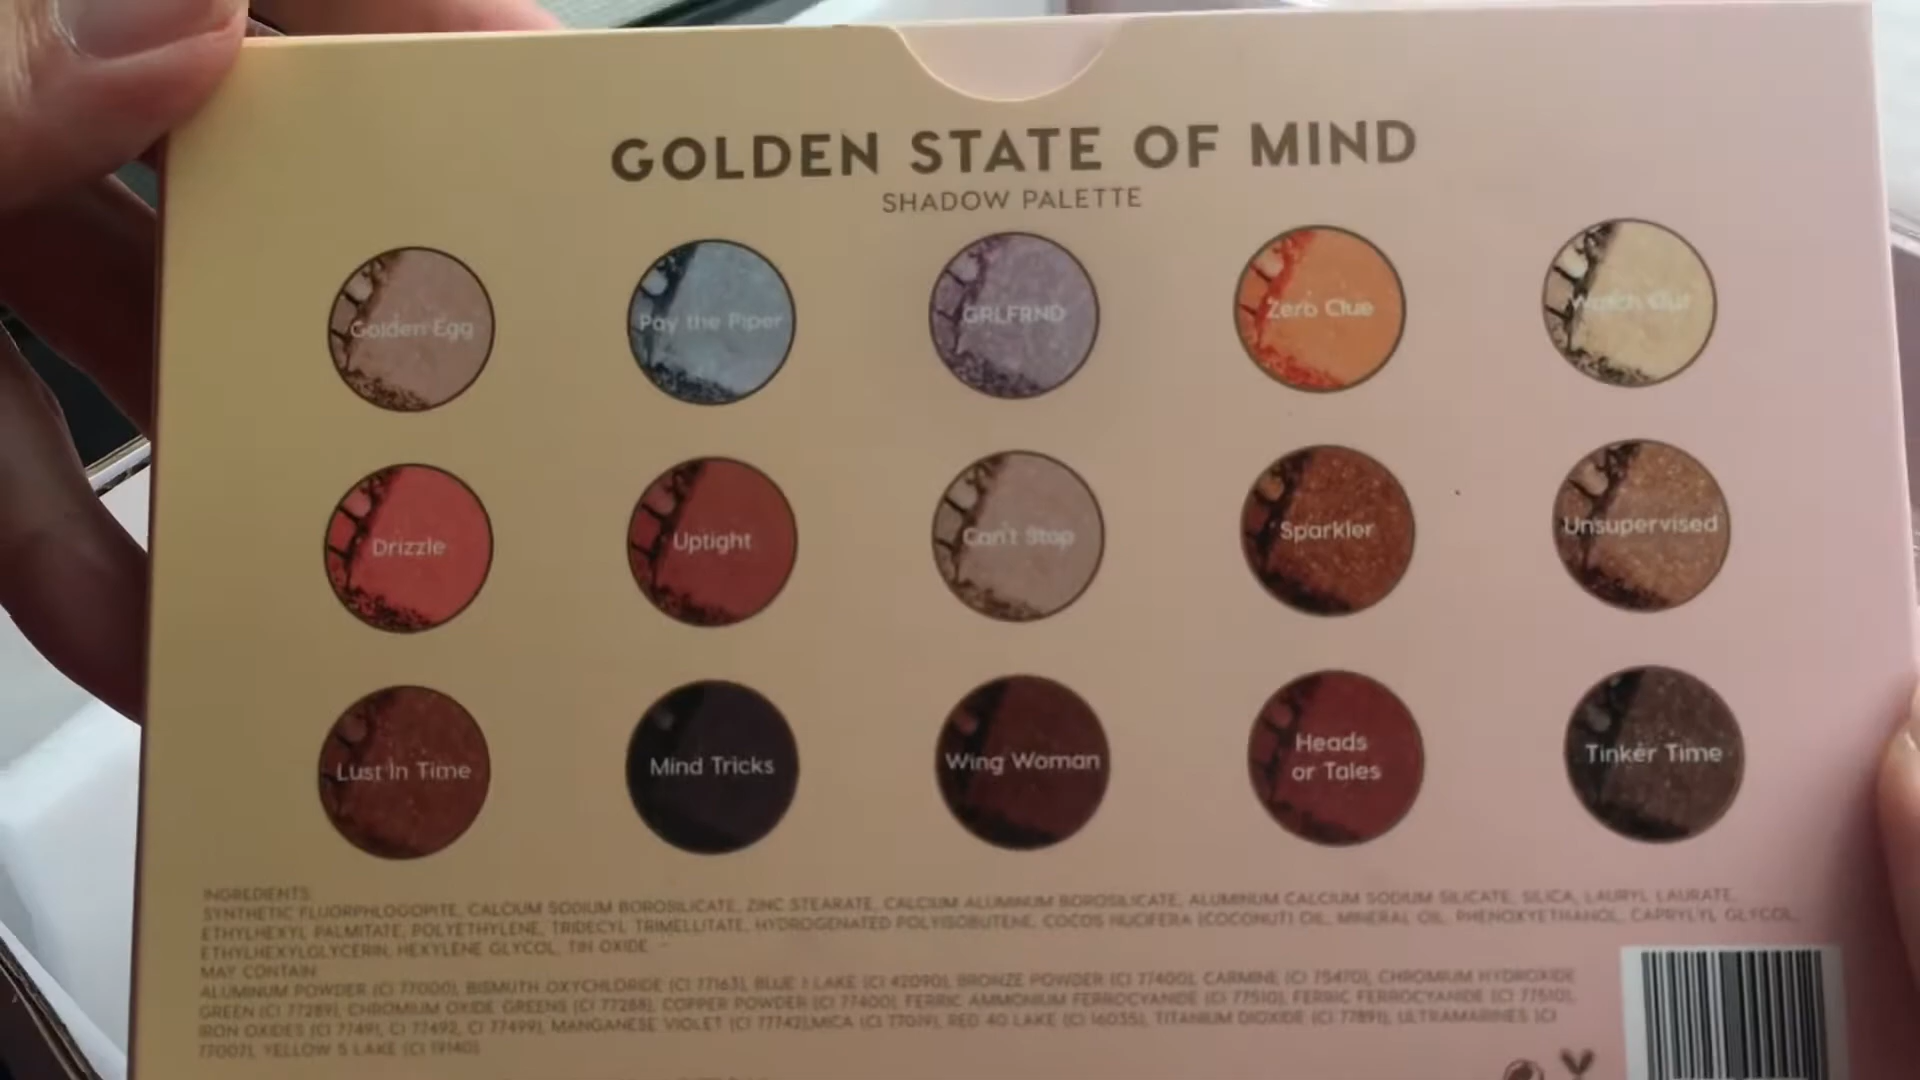 GOLDEN STATE OF MIND
SHADOW PALETTE
Golden Egg
Pay the Piper
GRLFRND
Zero Clue
Drizzle
Uptight
Can't Stop
Sparkler
Unsupervised
Lust In Time
Mind Tricks
Wing Woman
Heads
or Tales
Tinker Time
INGREDIENTS:
SYNTHETIC FLUORPHLOGOPITE, CALCIUM SODIUM BOROSILICATE, ZINC STEARATE, CALCIUM ALUMINUM BOROSILICATE, ALUMINUM CALCIUM SODIUM SILICATE, SILICA, LAURYL LAURATE,
ETHYLHEXYL PALMITATE, POLYETHYLENE, TRIDECYL TRIMELLITATE, HYDROGENATED POLYISOBUTENE, COCOS NUCIFERA (COCONUT) OIL, MINERAL OIL, PHENOXYETHANOL, CAPRYLYL GLYCOL,
ETHYLHEXYLGLYCERIN, HEXYLENE GLYCOL, TIN OXIDE
MAY CONTAIN:
ALUMINUM POWDER (CI 77000), BISMUTH OXYCHLORIDE (CI 77163), BLUE 1 LAKE (CI 42090), BRONZE POWDER (CI 77400), CARMINE (CI 75470), CHROMIUM HYDROXIDE
GREEN (CI 77289), CHROMIUM OXIDE GREENS (CI 77288), COPPER POWDER (CI 77400), FERRIC AMMONIUM FERROCYANIDE (CI 77510), FERRIC FERROCYANIDE (CI 77510),
IRON OXIDES (CI 77491, CI 77492, CI 77499), MANGANESE VIOLET (CI 77742),MICA (CI 77019), RED 40 LAKE (CI 16035), TITANIUM DIOXIDE (CI 77891), ULTRAMARINES (CI
77007), YELLOW 5 LAKE (CI 19140)